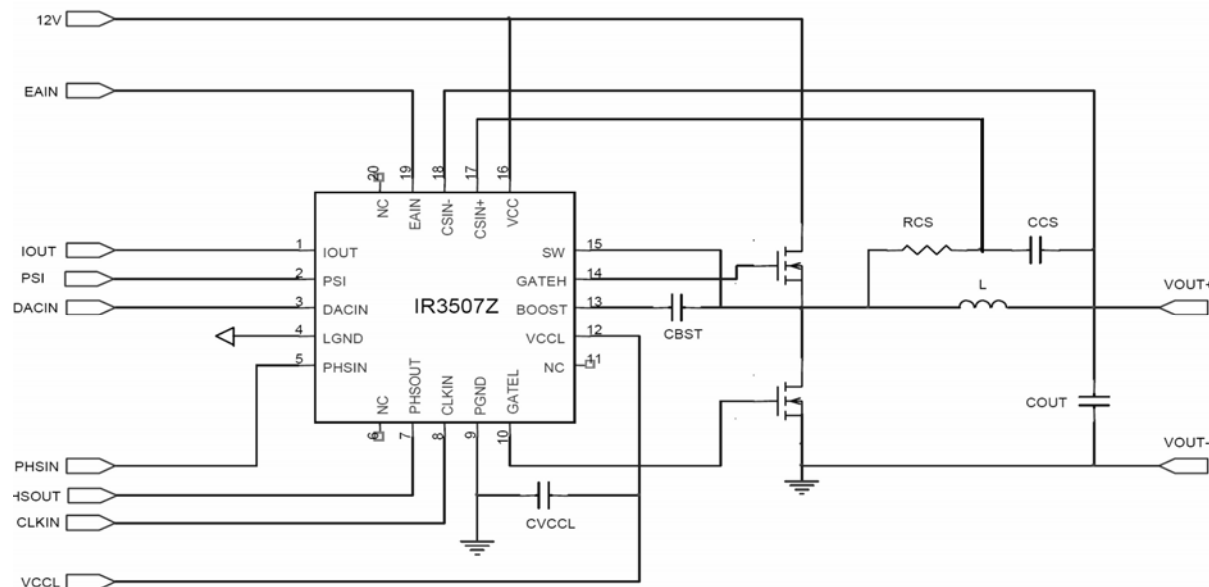 12V
EAIN
20
19
18
17
16
NC
EAIN
CSIN-
CSIN+
VCC
RCS
CCS
IOUT
1
IOUT
SW
15
PSI
2
PSI
GATEH
14
L
VOUT+
DACIN
3
DACIN
IR3507Z
BOOST
13
CBST
4
LGND
VCCL
12
5
PHSIN
NC
11
NC
PHSOUT
CLKIN
PGND
GATEL
COUT
6
7
8
9
10
VOUT-
PHSIN
HSOUT
CVCCL
CLKIN
VCCL